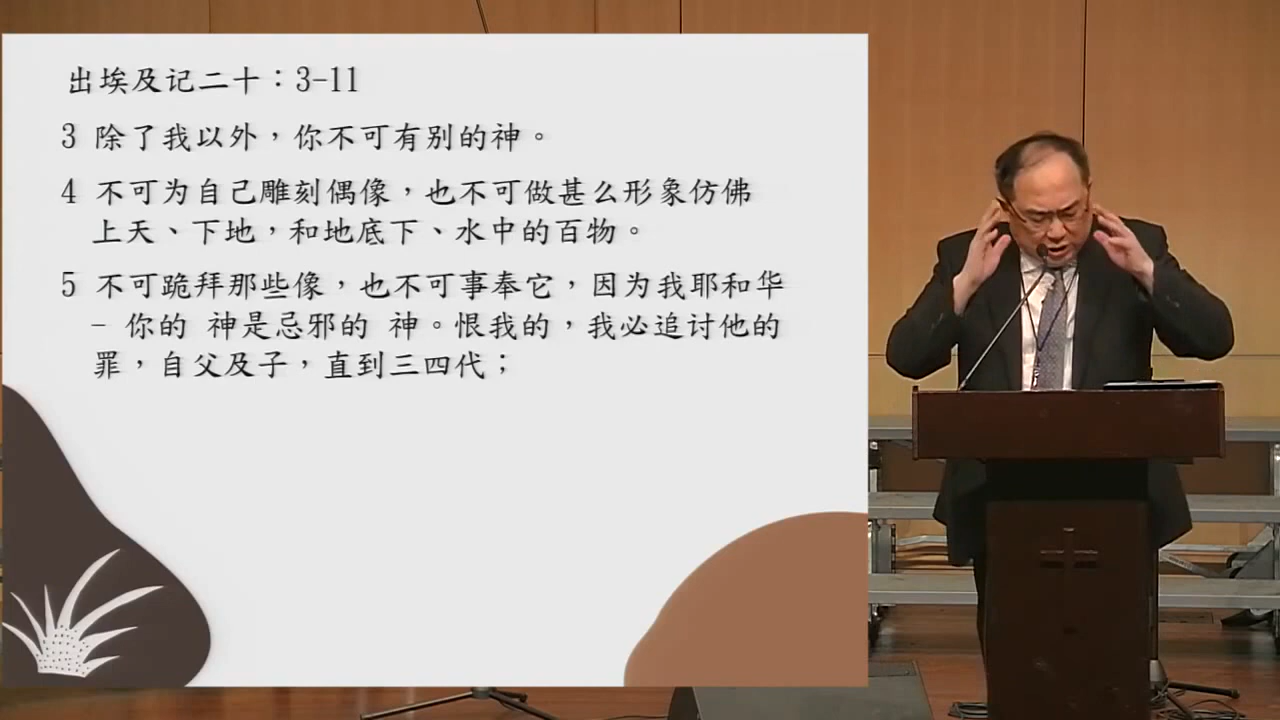 出埃及记二十：3-11
3 除了我以外，你不可有别的神。
4 不可为自己雕刻偶像，也不可做甚么形象仿佛
上天、下地，和地底下、水中的百物。
5 不可跪拜那些像，也不可事奉它，因为我耶和华
- 你的 神是忌邪的 神。恨我的，我必追讨他的
罪，自父及子，直到三四代；